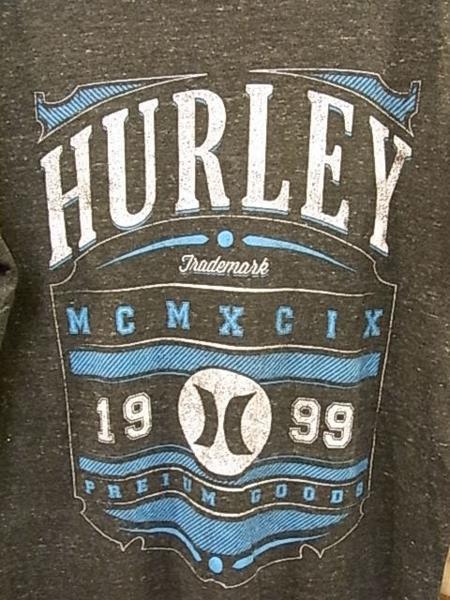 HURLEY
Trademark
MCMXCIX
19 99
PREIUM GOODS